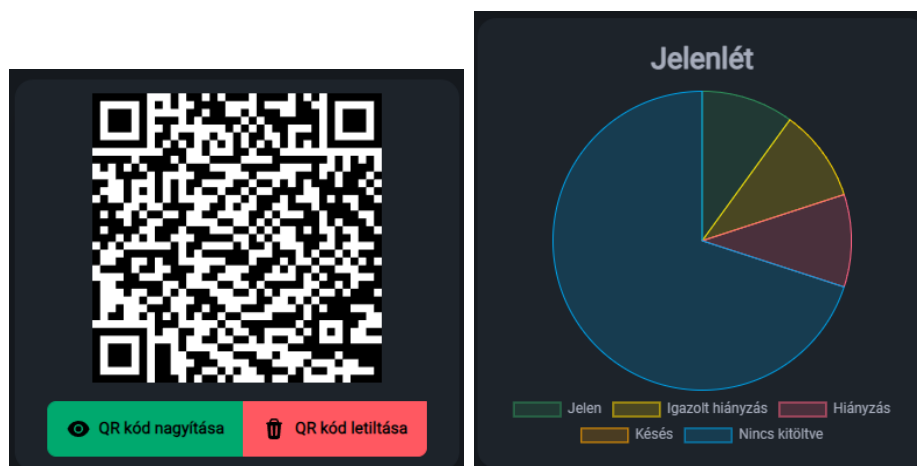 QR kód nagyítása
QR kód letiltása
Jelenlét
Jelen
Igazolt hiányzás
Hiányzás
Késés
Nincs kitöltve